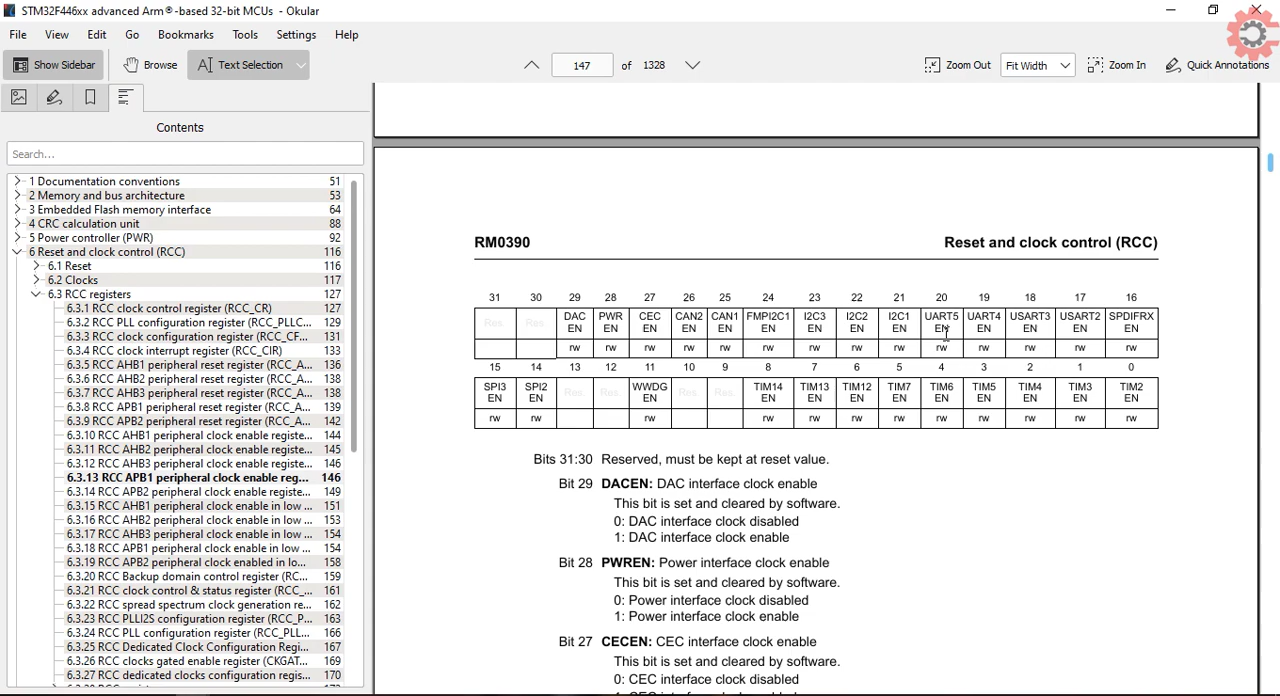 STM32F446xx advanced Arm®-based 32-bit MCUs - Okular
File View Edit Go Bookmarks Tools Settings Help
Show Sidebar Browse Text Selection 147 of 1328 Zoom Out Fit Width Zoom In Quick Annotations
Contents
Search...
1 Documentation conventions 51
2 Memory and bus architecture 53
3 Embedded Flash memory interface 64
4 CRC calculation unit 88
5 Power controller (PWR) 92
6 Reset and clock control (RCC) 116
6.1 Reset 116
6.2 Clocks 117
6.3 RCC registers 127
6.3.1 RCC clock control register (RCC_CR) 127
6.3.2 RCC PLL configuration register (RCC_PLLC... 129
6.3.3 RCC clock configuration register (RCC_CF... 131
6.3.4 RCC clock interrupt register (RCC_CIR) 133
6.3.5 RCC AHB1 peripheral reset register (RCC_A... 136
6.3.6 RCC AHB2 peripheral reset register (RCC_A... 138
6.3.7 RCC AHB3 peripheral reset register (RCC_A... 138
6.3.8 RCC APB1 peripheral reset register (RCC_A... 139
6.3.9 RCC APB2 peripheral reset register (RCC_A... 142
6.3.10 RCC AHB1 peripheral clock enable registe... 144
6.3.11 RCC AHB2 peripheral clock enable registe... 145
6.3.12 RCC AHB3 peripheral clock enable registe... 146
6.3.13 RCC APB1 peripheral clock enable reg... 146
6.3.14 RCC APB2 peripheral clock enable registe... 149
6.3.15 RCC AHB1 peripheral clock enable in low ... 151
6.3.16 RCC AHB2 peripheral clock enable in low ... 153
6.3.17 RCC AHB3 peripheral clock enable in low ... 154
6.3.18 RCC APB1 peripheral clock enable in low ... 154
6.3.19 RCC APB2 peripheral clock enabled in lo... 158
6.3.20 RCC Backup domain control register (RC... 159
6.3.21 RCC clock control & status register (RCC_... 161
6.3.22 RCC spread spectrum clock generation re... 162
6.3.23 RCC PLLI2S configuration register (RCC_P... 163
6.3.24 RCC PLL configuration register (RCC_PLL... 166
6.3.25 RCC Dedicated Clock Configuration Regi... 167
6.3.26 RCC clocks gated enable register (CKGAT... 169
6.3.27 RCC dedicated clocks configuration regis... 170
RM0390 Reset and clock control (RCC)
31 30 29 28 27 26 25 24 23 22 21 20 19 18 17 16
Res. Res. DAC PWR CEC CAN2 CAN1 FMPI2C1 I2C3 I2C2 I2C1 UART5 UART4 USART3 USART2 SPDIFRX
EN EN EN EN EN EN EN EN EN EN EN EN EN EN
rw rw rw rw rw rw rw rw rw rw rw rw rw rw
15 14 13 12 11 10 9 8 7 6 5 4 3 2 1 0
SPI3 SPI2 Res. Res. WWDG Res. Res. TIM14 TIM13 TIM12 TIM7 TIM6 TIM5 TIM4 TIM3 TIM2
EN EN EN EN EN EN EN EN EN EN EN EN
rw rw rw rw rw rw rw rw rw rw rw rw
Bits 31:30 Reserved, must be kept at reset value.
Bit 29 DACEN: DAC interface clock enable
This bit is set and cleared by software.
0: DAC interface clock disabled
1: DAC interface clock enable
Bit 28 PWREN: Power interface clock enable
This bit is set and cleared by software.
0: Power interface clock disabled
1: Power interface clock enable
Bit 27 CECEN: CEC interface clock enable
This bit is set and cleared by software.
0: CEC interface clock disabled